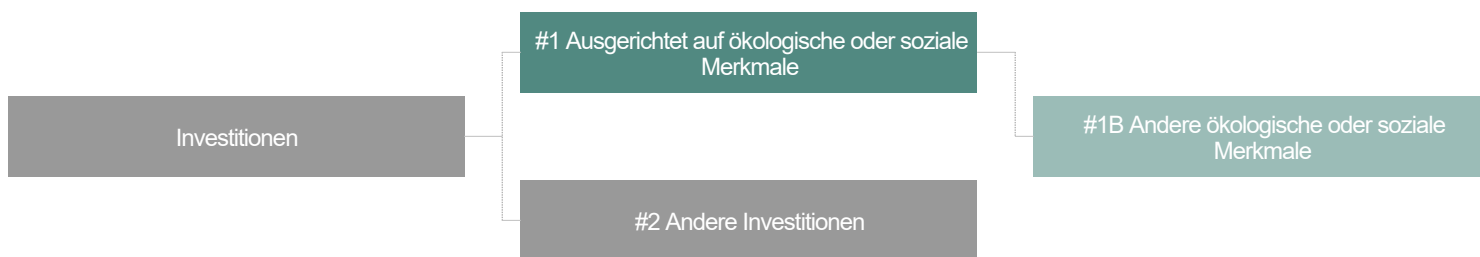 #1 Ausgerichtet auf ökologische oder soziale
Merkmale
Investitionen
#1B Andere ökologische oder soziale
Merkmale
#2 Andere Investitionen